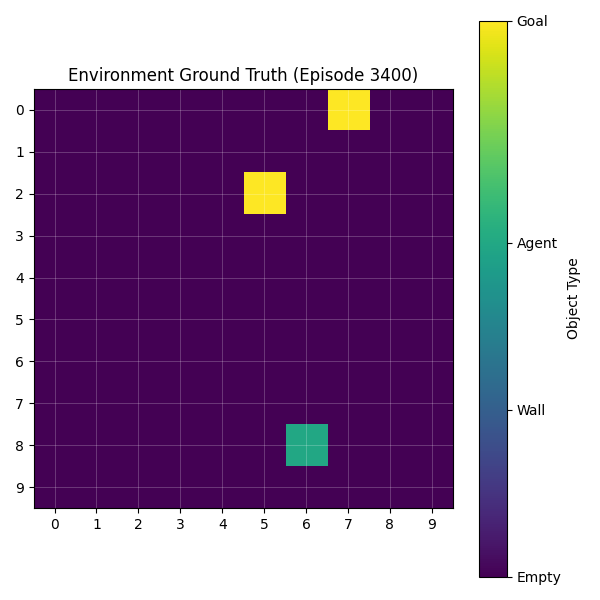 Environment Ground Truth (Episode 3400)
0
1
2
3
4
5
6
7
8
9
0 1 2 3 4 5 6 7 8 9
Goal
Agent
Wall
Empty
Object Type